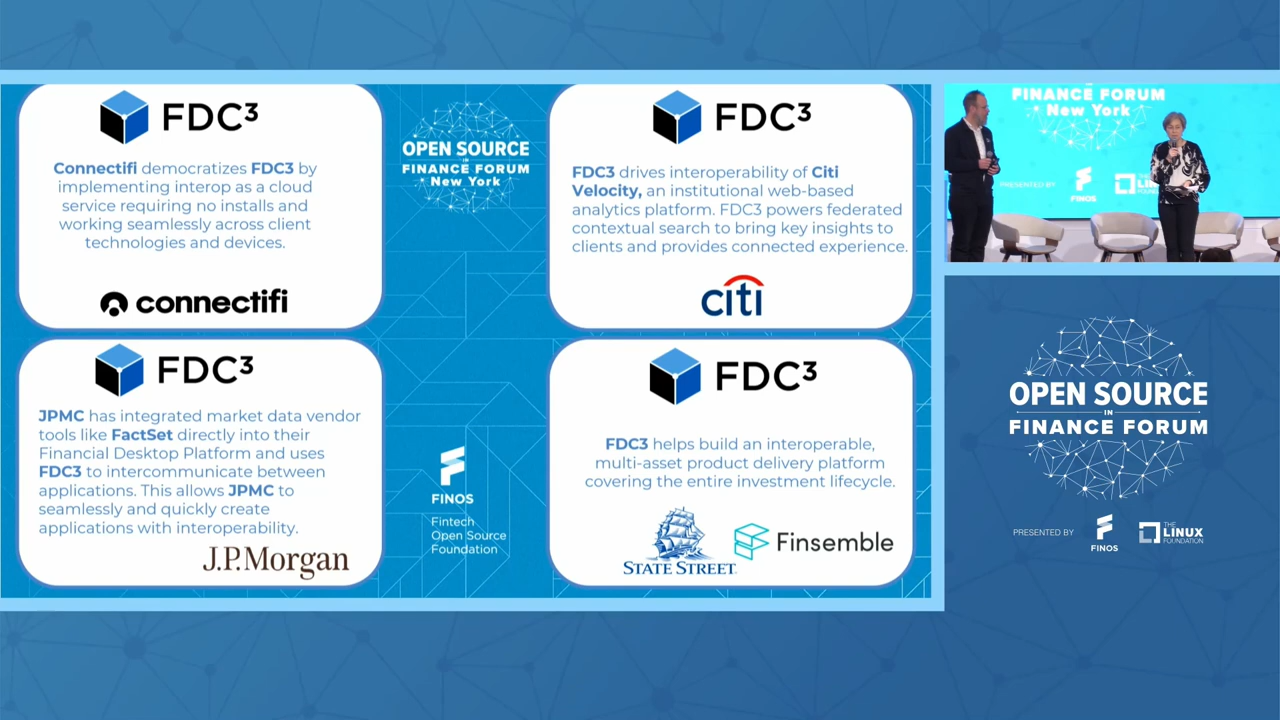 FDC³
Connectifi democratizes FDC3 by
implementing interop as a cloud
service requiring no installs and
working seamlessly across client
technologies and devices.
connectifi
OPEN SOURCE
IN
FINANCE FORUM
New York
FDC³
FDC3 drives interoperability of Citi
Velocity, an institutional web-based
analytics platform. FDC3 powers federated
contextual search to bring key insights to
clients and provides connected experience.
citi
FDC³
JPMC has integrated market data vendor
tools like FactSet directly into their
Financial Desktop Platform and uses
FDC3 to intercommunicate between
applications. This allows JPMC to
seamlessly and quickly create
applications with interoperability.
J.P.Morgan
FINOS
Fintech
Open Source
Foundation
FDC³
FDC3 helps build an interoperable,
multi-asset product delivery platform
covering the entire investment lifecycle.
STATE STREET
Finsemble
FINANCE FORUM
New York
PRESENTED BY
FINOS
THE
OPEN SOURCE
IN
FINANCE FORUM
PRESENTED BY
FINOS
THE
LINUX
FOUNDATION